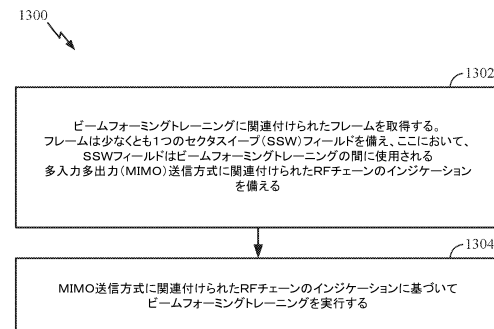 1300
1302
ビームフォーミングトレーニングに関連付けられたフレームを取得する。
フレームは少なくとも1つのセクタスイープ(SSW)フィールドを備え、ここにおいて、
SSWフィールドはビームフォーミングトレーニングの間に使用される
多入力多出力(MIMO)送信方式に関連付けられたRFチェーンのインジケーション
を備える
1304
MIMO送信方式に関連付けられたRFチェーンのインジケーションに基づいて
ビームフォーミングトレーニングを実行する